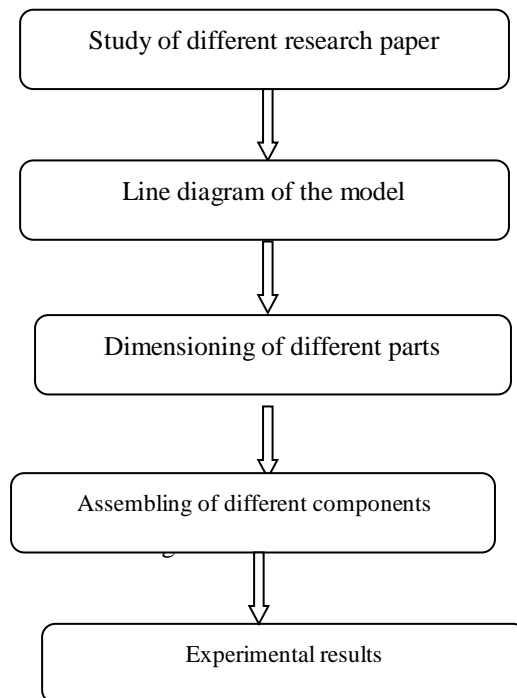 Study of different research paper
Line diagram of the model
Dimensioning of different parts
Assembling of different components
Experimental results